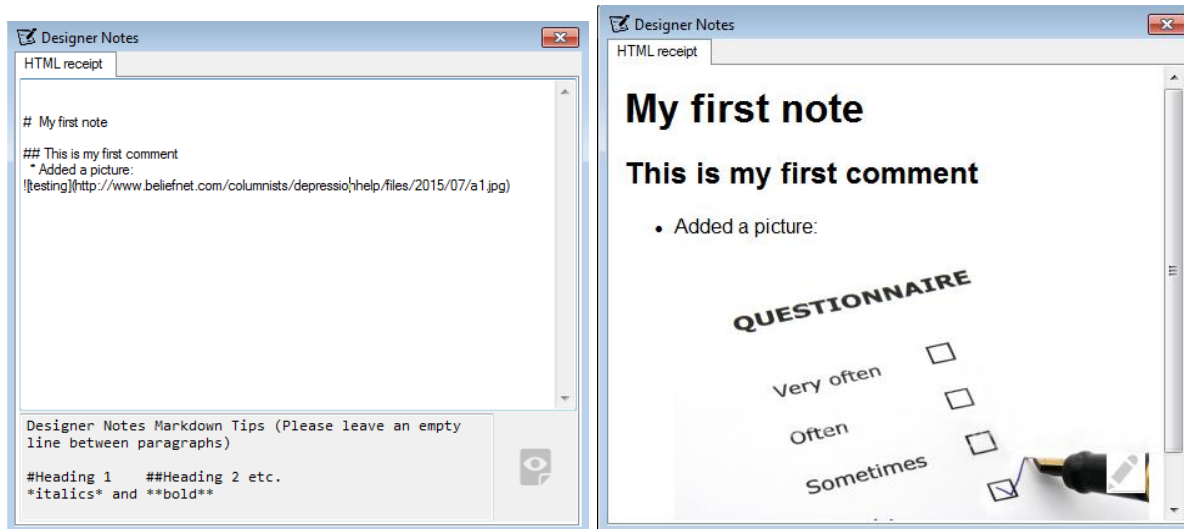 Designer Notes
HTML receipt
# My first note
## This is my first comment
* Added a picture:
![testing](http://www.beliefnet.com/columnists/depressionhelp/files/2015/07/a1.jpg)
Designer Notes Markdown Tips (Please leave an empty
line between paragraphs)
#Heading 1 ##Heading 2 etc.
*italics* and **bold**
Designer Notes
HTML receipt
My first note
This is my first comment
• Added a picture:
QUESTIONNAIRE
Very often
Often
Sometimes